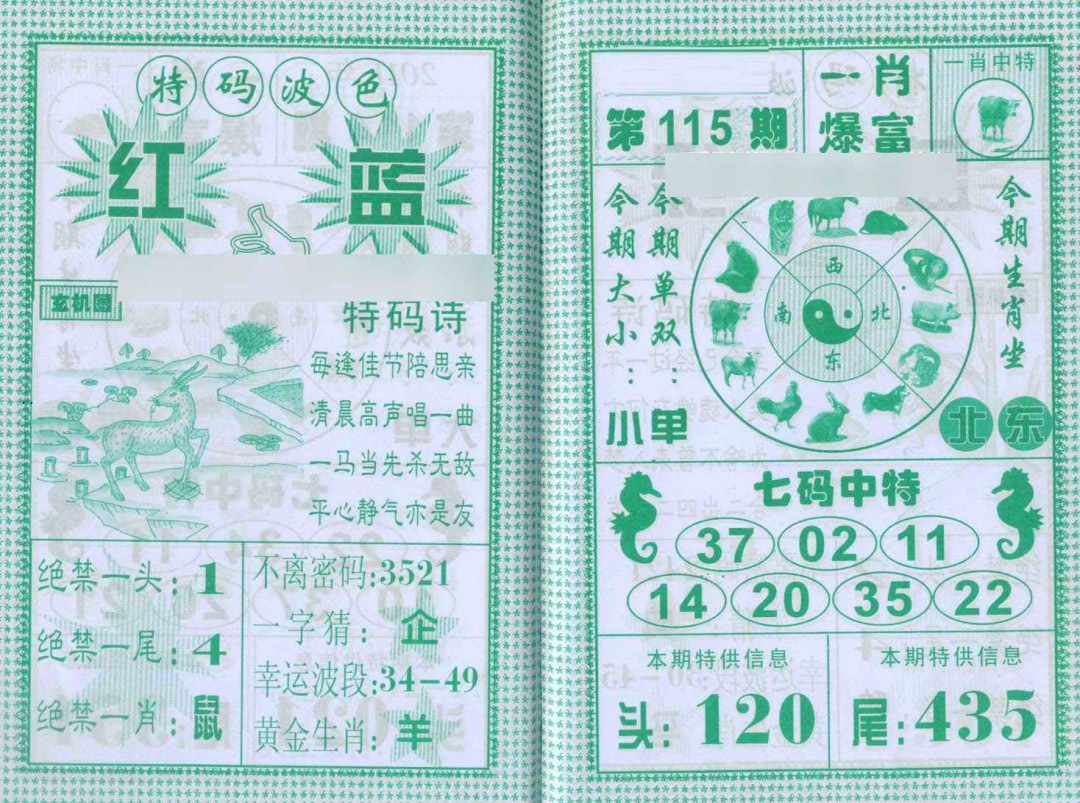 特码波色
红 蓝
玄机图
特码诗
每逢佳节陪思亲
清晨高声唱一曲
一马当先杀无敌
平心静气亦是友
绝禁一头:1
绝禁一尾:4
绝禁一肖:鼠
不离密码:3521
一字猜:企
幸运波段:34-49
黄金生肖:羊
第115期
一肖
爆富
一肖中特
今期大小:小
今期单双:单
西
南 北
东
今期生肖坐
北东
七码中特
37 02 11
14 20 35 22
本期特供信息
头:120
本期特供信息
尾:435